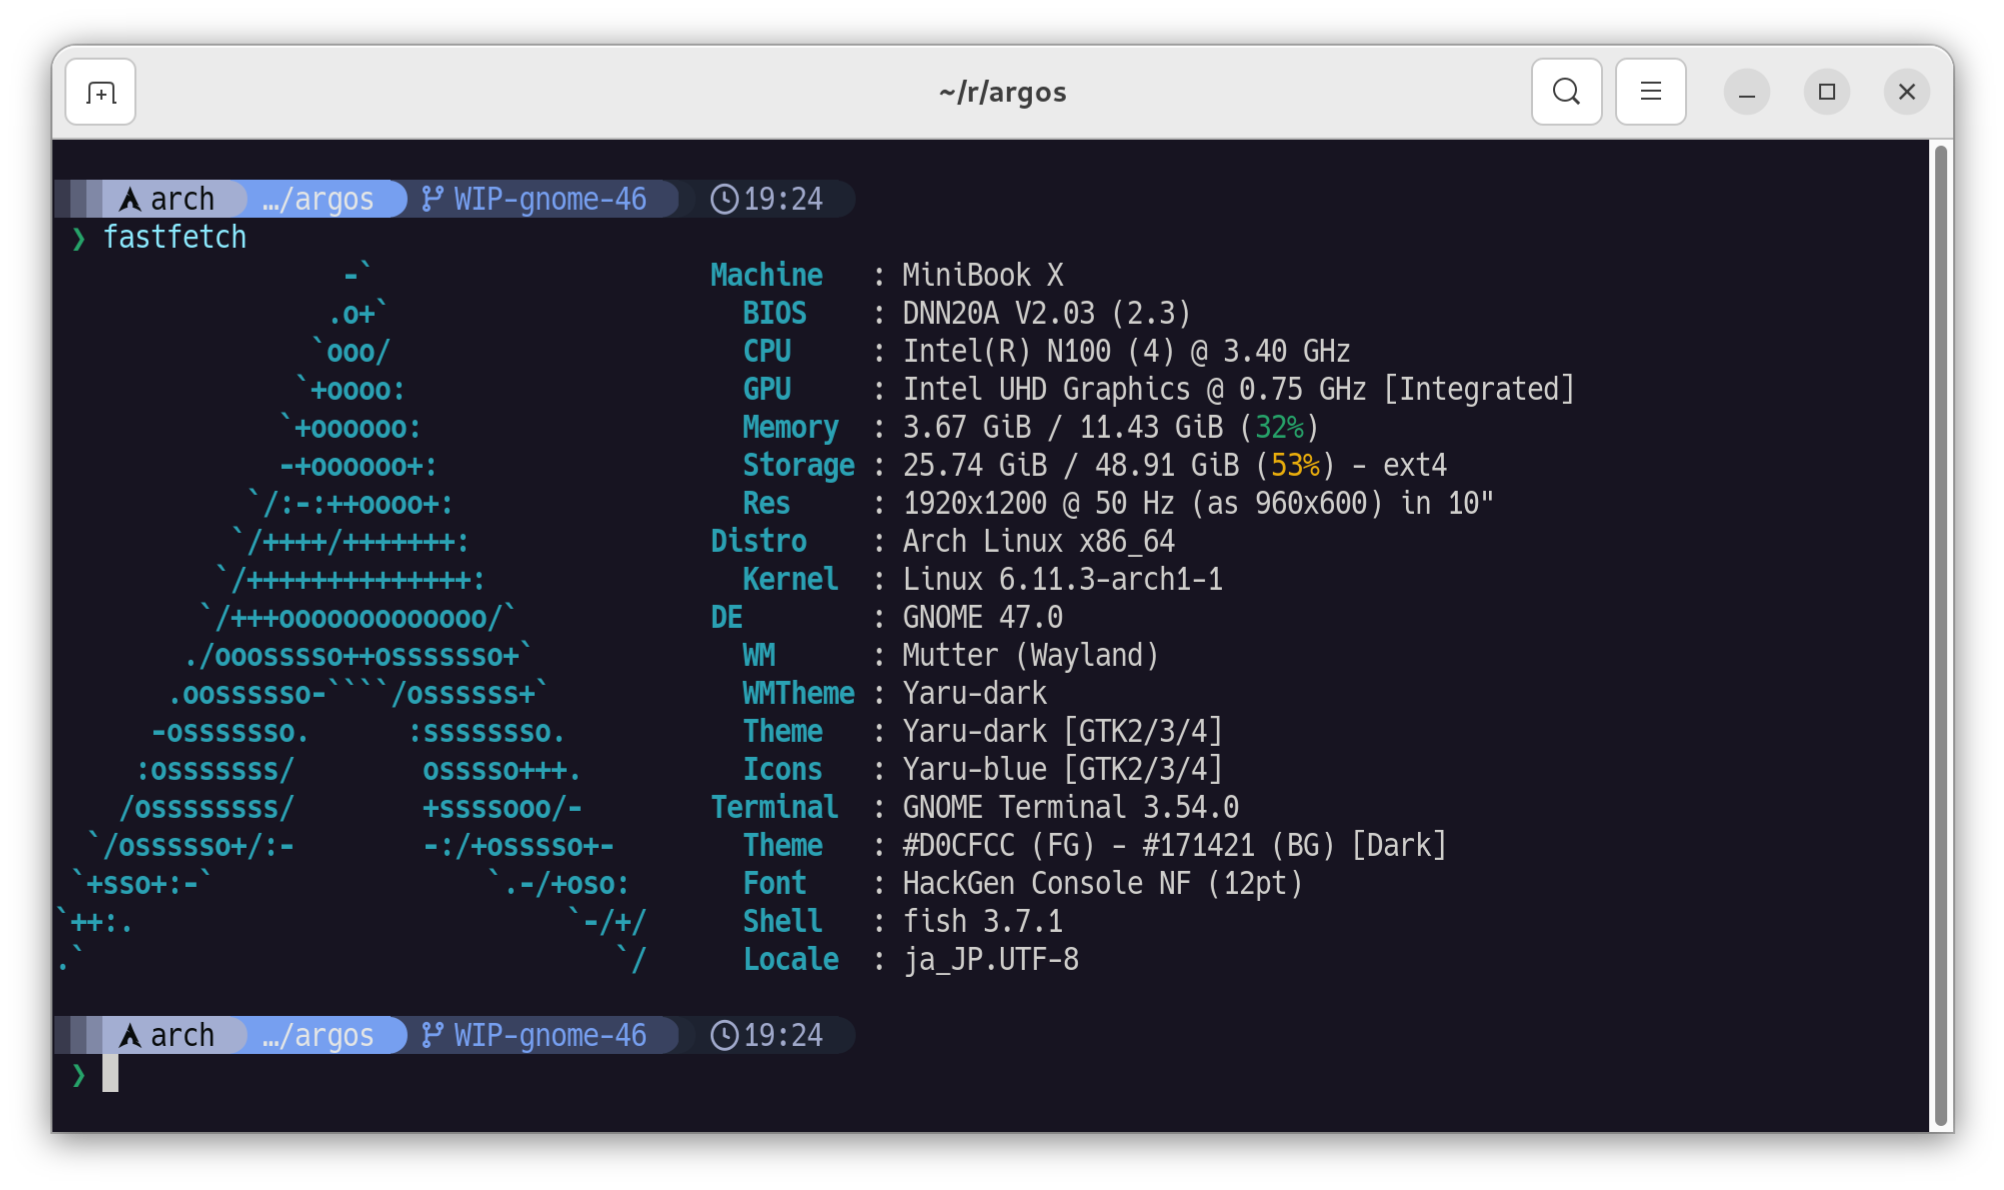 ~/r/argos
arch …/argos WIP-gnome-46 19:24
❯ fastfetch
                  -`                     Machine   : MiniBook X
                 .o+`                      BIOS    : DNN20A V2.03 (2.3)
                `ooo/                      CPU     : Intel(R) N100 (4) @ 3.40 GHz
               `+oooo:                     GPU     : Intel UHD Graphics @ 0.75 GHz [Integrated]
              `+oooooo:                    Memory  : 3.67 GiB / 11.43 GiB (32%)
              -+oooooo+:                   Storage : 25.74 GiB / 48.91 GiB (53%) - ext4
            `/:-:++oooo+:                  Res     : 1920x1200 @ 50 Hz (as 960x600) in 10"
           `/++++/+++++++:               Distro    : Arch Linux x86_64
          `/++++++++++++++:                Kernel  : Linux 6.11.3-arch1-1
         `/+++ooooooooooooo/`            DE        : GNOME 47.0
        ./ooosssso++osssssso+`             WM      : Mutter (Wayland)
       .oossssso-````/ossssss+`            WMTheme : Yaru-dark
      -osssssso.      :ssssssso.           Theme   : Yaru-dark [GTK2/3/4]
     :osssssss/        osssso+++.          Icons   : Yaru-blue [GTK2/3/4]
    /ossssssss/        +ssssooo/-        Terminal  : GNOME Terminal 3.54.0
  `/ossssso+/:-        -:/+osssso+-        Theme   : #D0CFCC (FG) - #171421 (BG) [Dark]
 `+sso+:-`                 `.-/+oso:       Font    : HackGen Console NF (12pt)
`++:.                           `-/+/      Shell   : fish 3.7.1
.`                                 `/      Locale  : ja_JP.UTF-8
arch …/argos WIP-gnome-46 19:24
❯